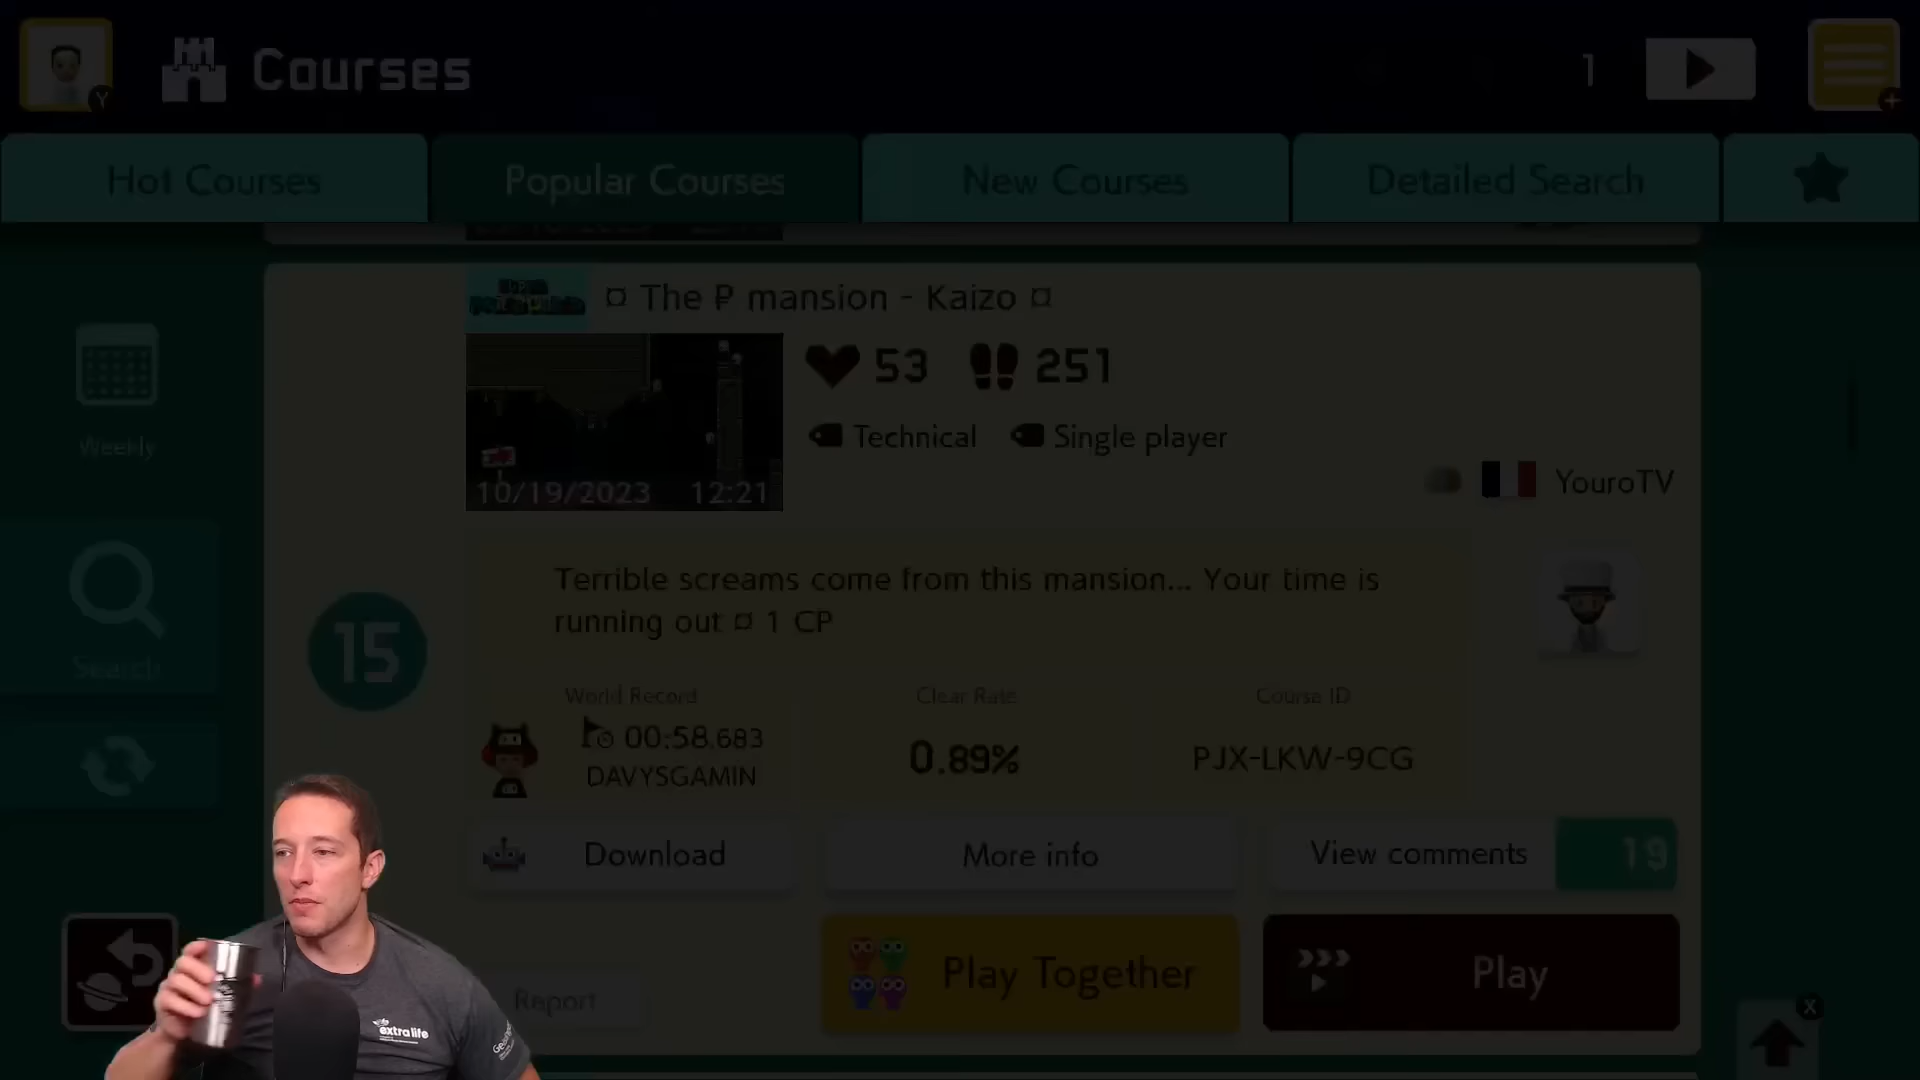 Courses
1
Y
+
Hot Courses
Popular Courses
New Courses
Detailed Search
¤ The ₽ mansion - Kaizo ¤
53
251
Technical
Single player
10/19/2023 12:21
YouroTV
Weekly
Terrible screams come from this mansion... Your time is
running out ¤ 1 CP
15
Search
World Record
00:58.683
DAVYSGAMIN
Clear Rate
0.89%
Course ID
PJX-LKW-9CG
Download
More info
View comments
19
Report
Play Together
Play
X
extralife